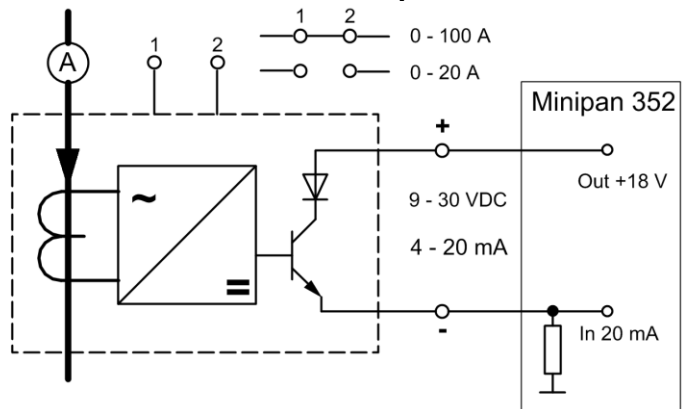 1 2
0 - 100 A
0 - 20 A
A
1
2
Minipan 352
~
=
+
9 - 30 VDC
4 - 20 mA
-
Out +18 V
In 20 mA